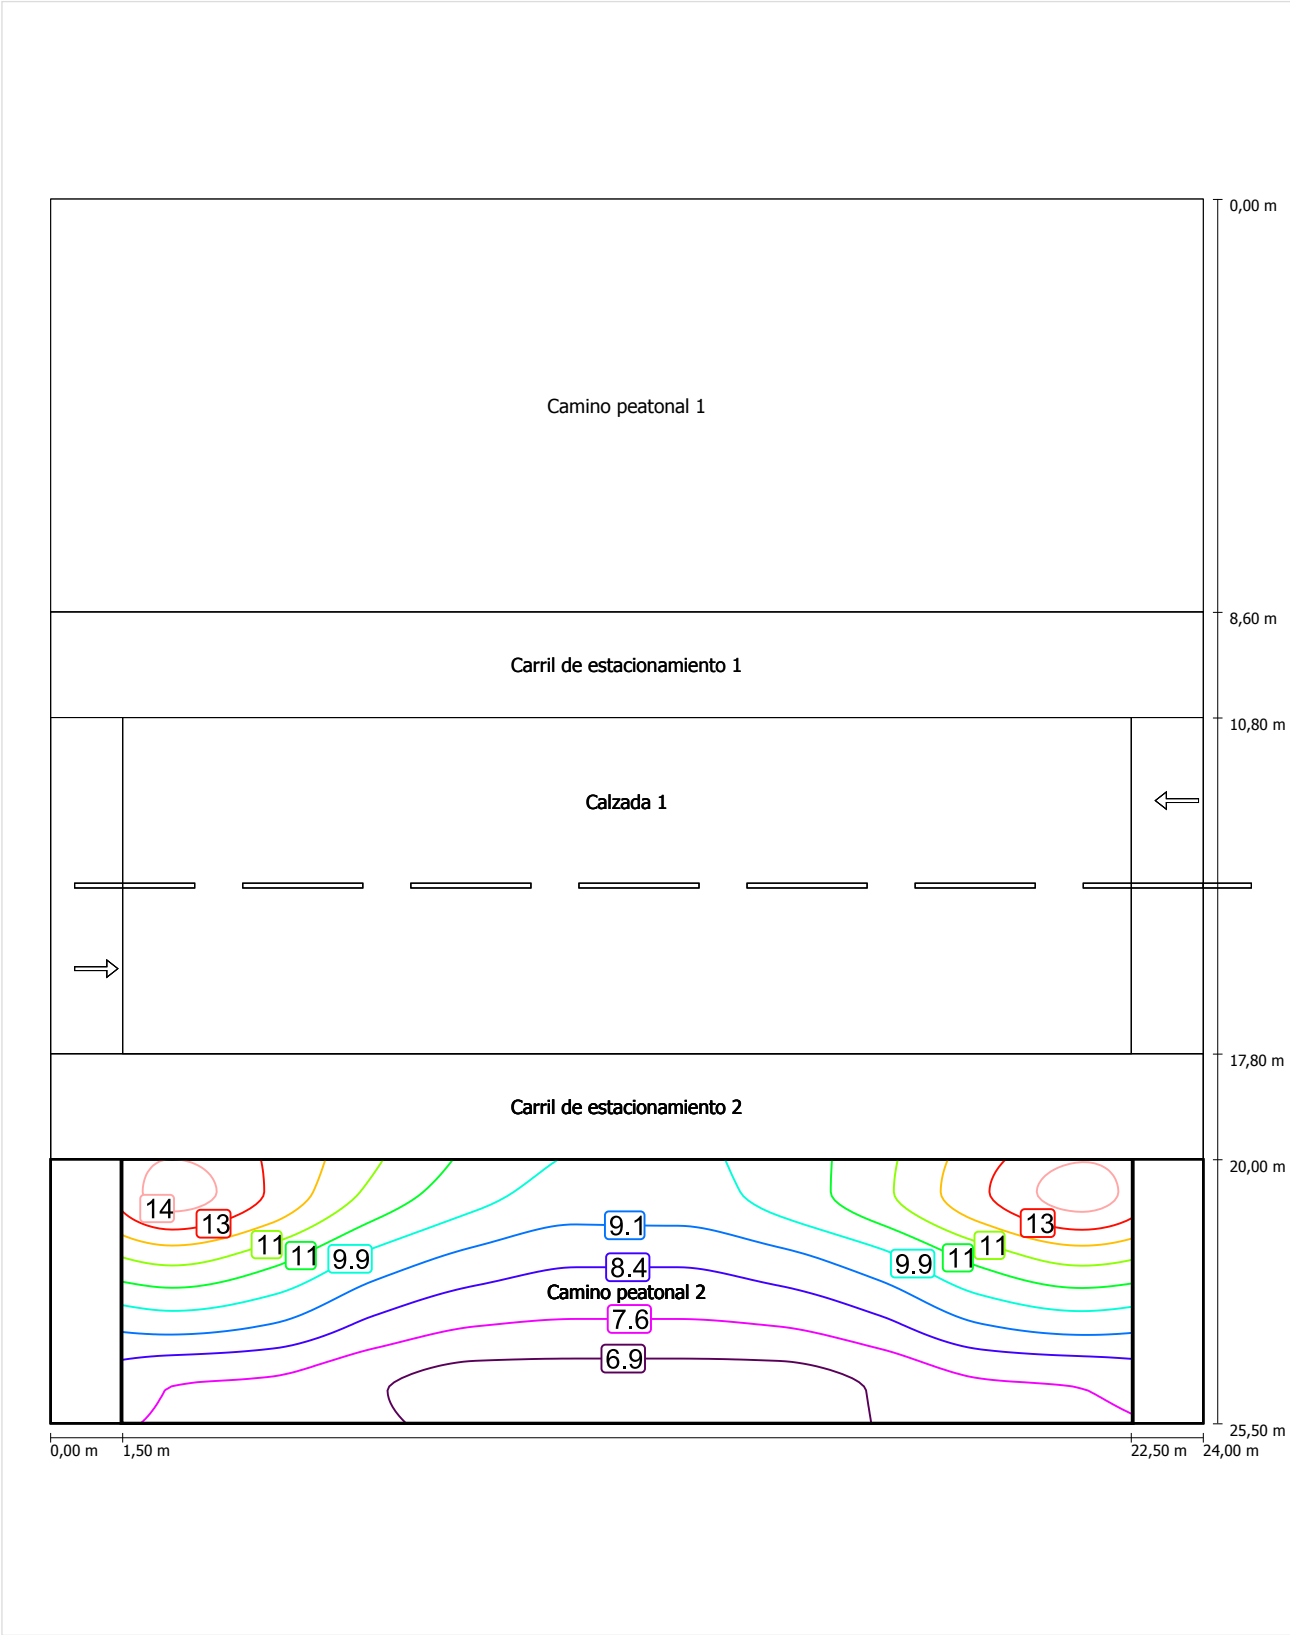 0,00 m
Camino peatonal 1
8,60 m
Carril de estacionamiento 1
10,80 m
Calzada 1
17,80 m
Carril de estacionamiento 2
20,00 m
14
13
13
9.1
11
11
11
9.9
11
9.9
8.4
Camino peatonal 2
7.6
6.9
25,50 m
0,00 m
1,50 m
22,50 m
24,00 m